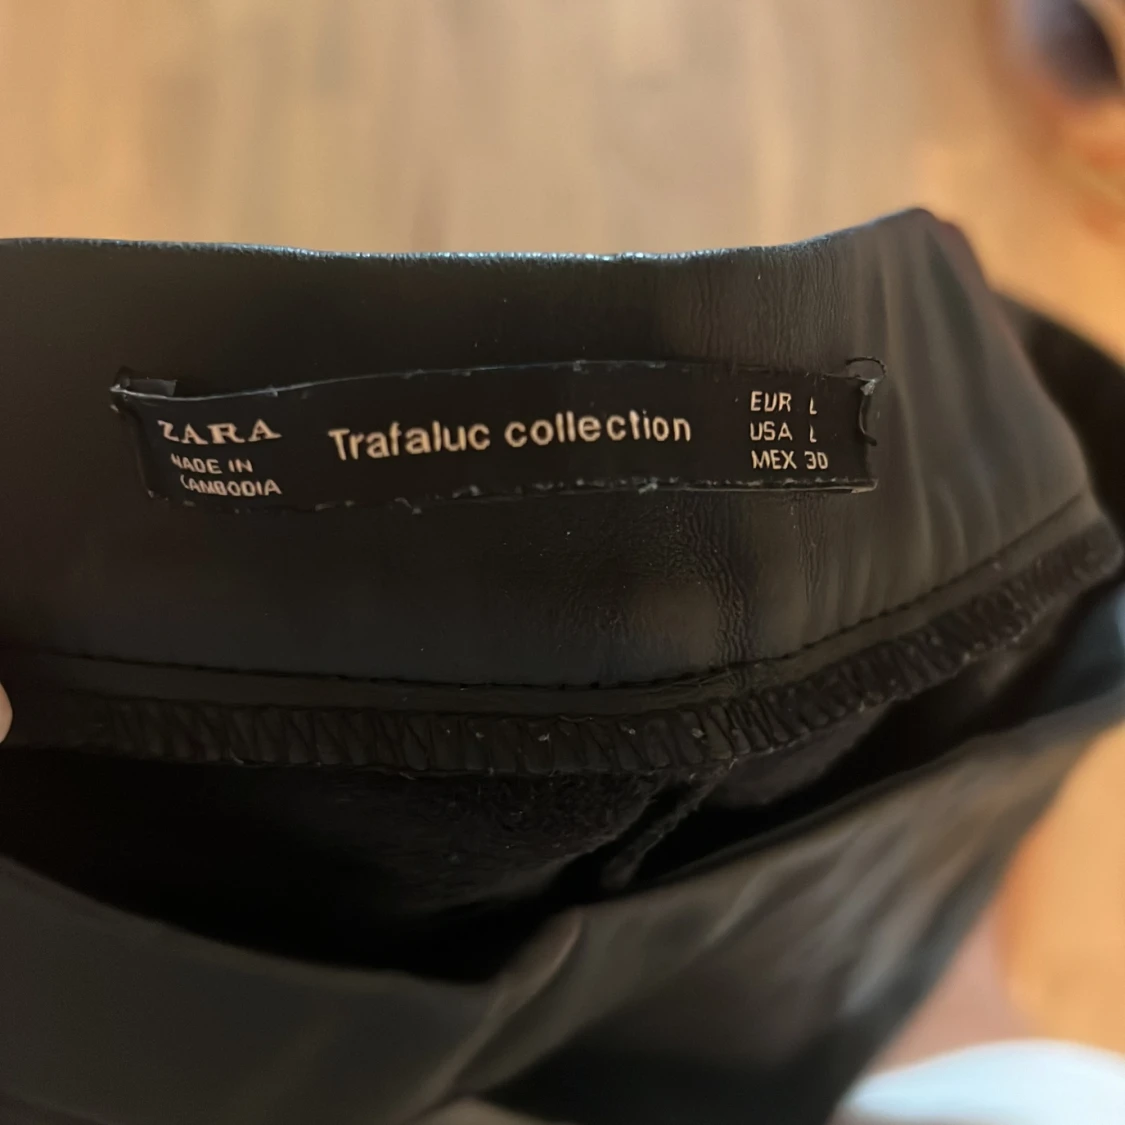 ZARA
MADE IN
CAMBODIA
Trafaluc collection
EUR L
USA L
MEX 30